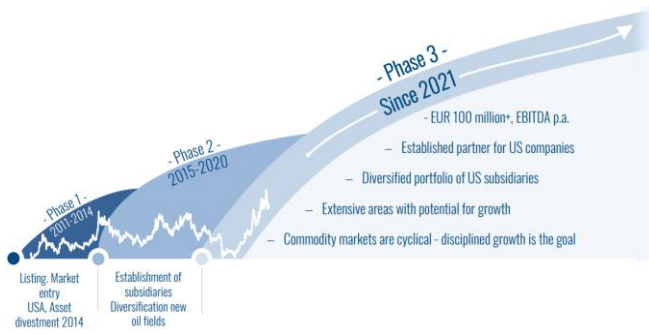 - Phase 1 -
2011-2014
- Phase 2 -
2015-2020
- Phase 3 -
Since 2021
- EUR 100 million+, EBITDA p.a.
– Established partner for US companies
– Diversified portfolio of US subsidiaries
– Extensive areas with potential for growth
– Commodity markets are cyclical - disciplined growth is the goal
Listing. Market
entry
USA, Asset
divestment 2014
Establishment of
subsidiaries
Diversification new
oil fields